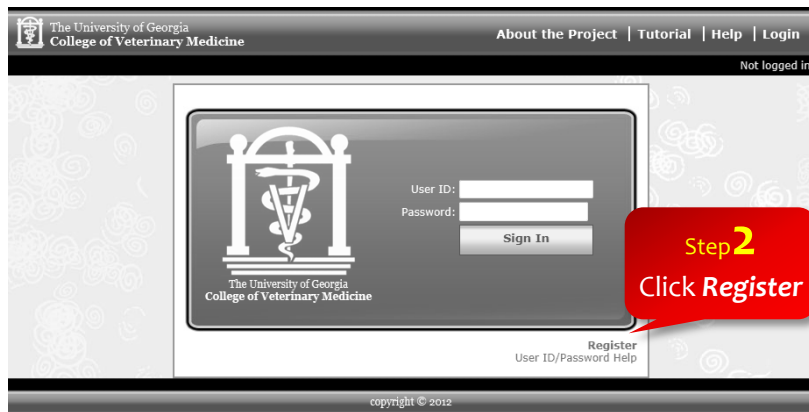 The University of Georgia
College of Veterinary Medicine
About the Project | Tutorial | Help | Login
Not logged in
User ID:
Password:
Sign In
The University of Georgia
College of Veterinary Medicine
Step 2
Click Register
Register
User ID/Password Help
copyright © 2012